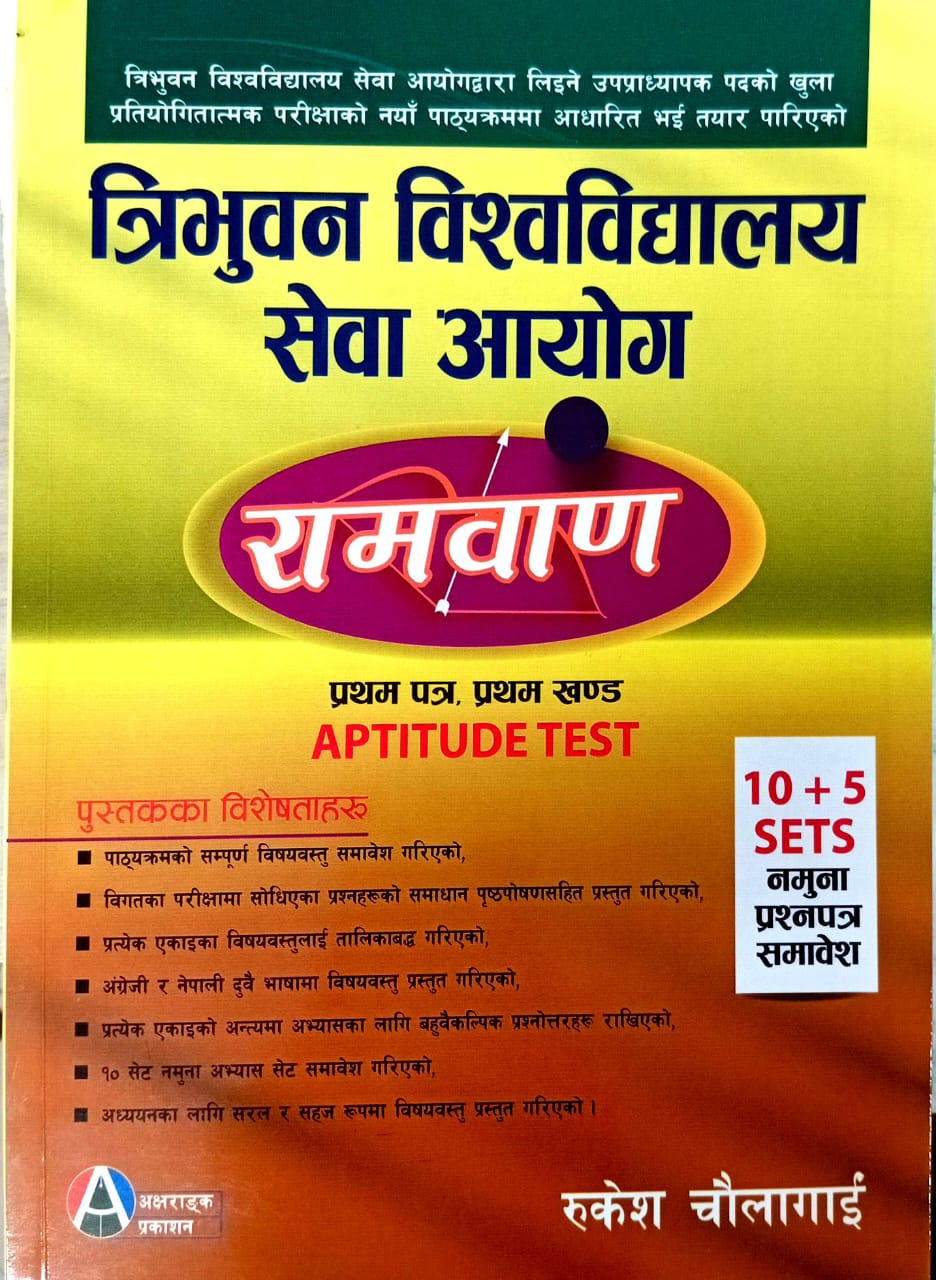 त्रिभुवन विश्वविद्यालय सेवा आयोगद्वारा लिइने उपप्राध्यापक पदको खुला
प्रतियोगितात्मक परीक्षाको नयाँ पाठ्यक्रममा आधारित भई तयार पारिएको
त्रिभुवन विश्वविद्यालय
सेवा आयोग
रामवाण
प्रथम पत्र, प्रथम खण्ड
APTITUDE TEST
10 + 5
SETS
नमुना
प्रश्नपत्र
समावेश
पुस्तकका विशेषताहरु
पाठ्यक्रमको सम्पूर्ण विषयवस्तु समावेश गरिएको,
विगतका परीक्षामा सोधिएका प्रश्नहरूको समाधान पृष्ठपोषणसहित प्रस्तुत गरिएको,
प्रत्येक एकाइका विषयवस्तुलाई तालिकाबद्ध गरिएको,
अंग्रेजी र नेपाली दुवै भाषामा विषयवस्तु प्रस्तुत गरिएको,
प्रत्येक एकाइको अन्त्यमा अभ्यासका लागि बहुवैकल्पिक प्रश्नोत्तरहरू राखिएको,
१० सेट नमुना अभ्यास सेट समावेश गरिएको,
अध्ययनका लागि सरल र सहज रूपमा विषयवस्तु प्रस्तुत गरिएको ।
अक्षराङ्क
प्रकाशन
रुकेश चौलागाईं